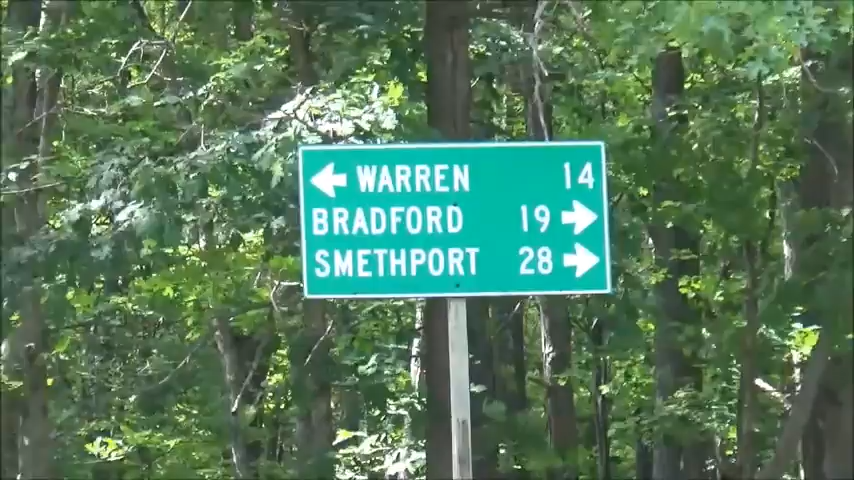 ← WARREN 14
BRADFORD 19 →
SMETHPORT 28 →